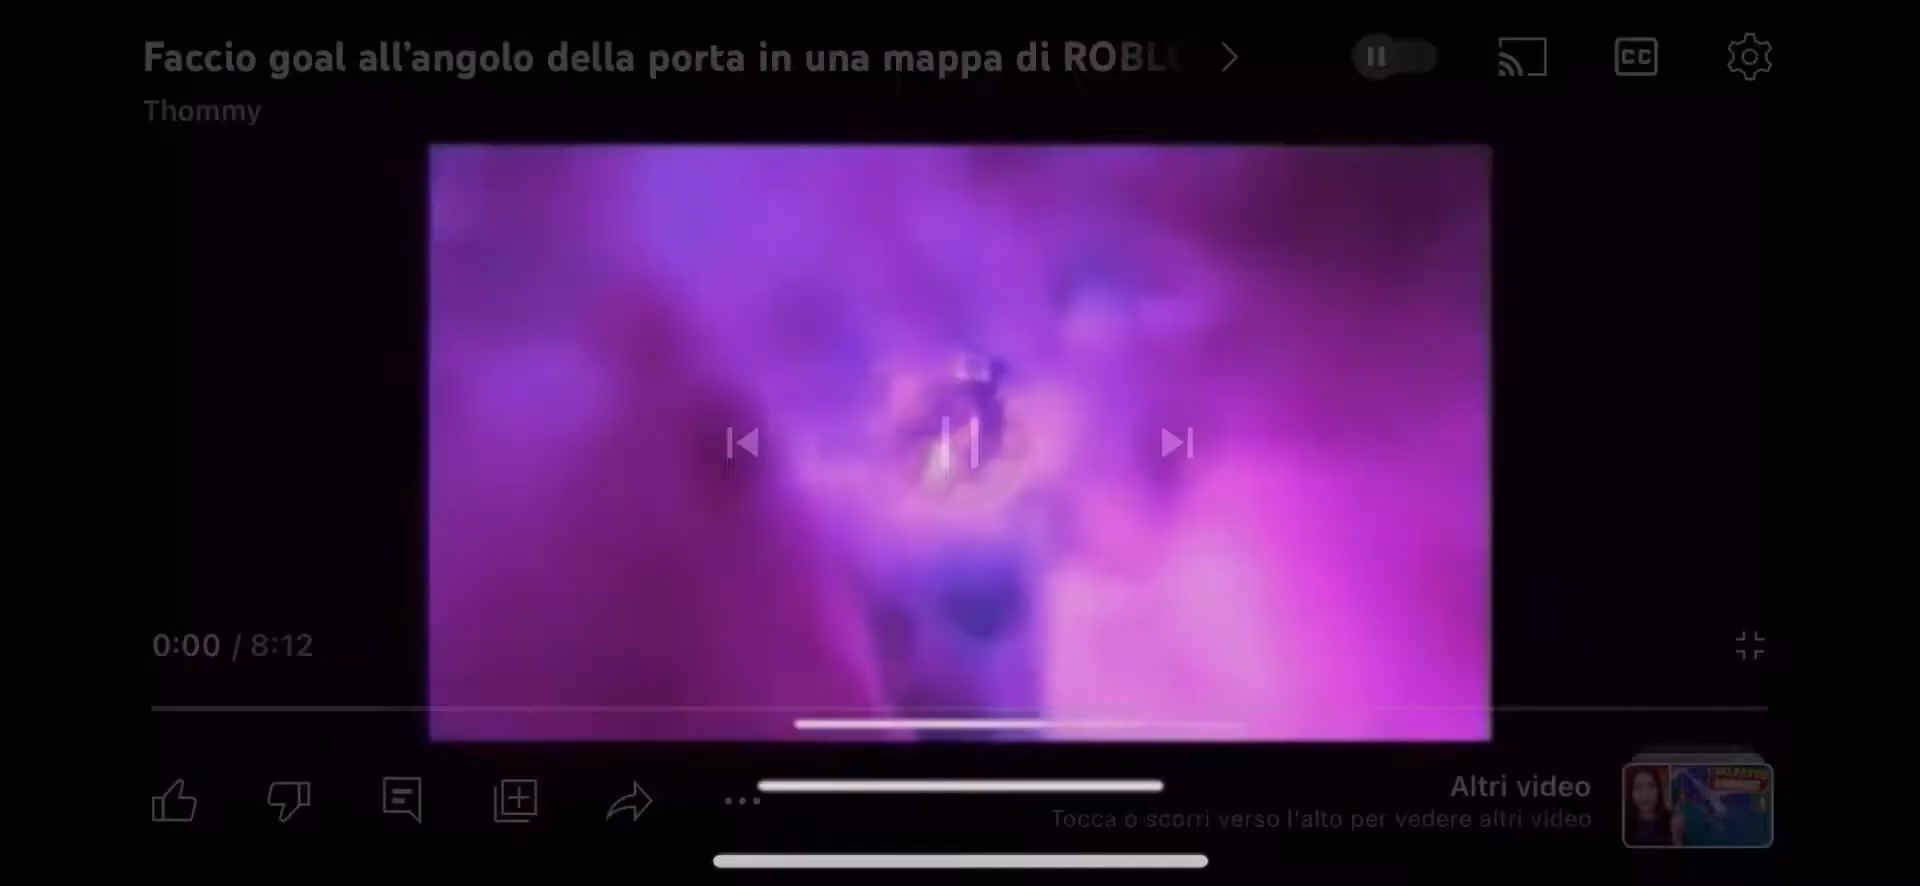 Faccio goal all'angolo della porta in una mappa di ROBL
CC
Thommy
0:00 / 8:12
Altri video
Tocca o scorri verso l'alto per vedere altri video